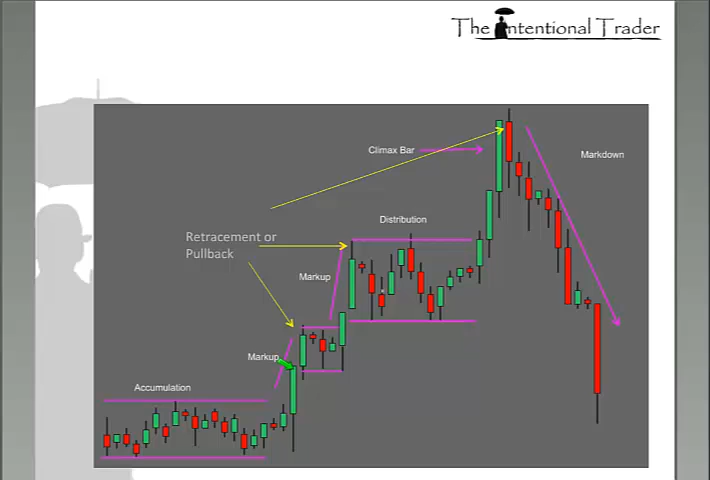 The Intentional Trader
Climax Bar
Markdown
Distribution
Retracement or
Pullback
Markup
Markup
Accumulation